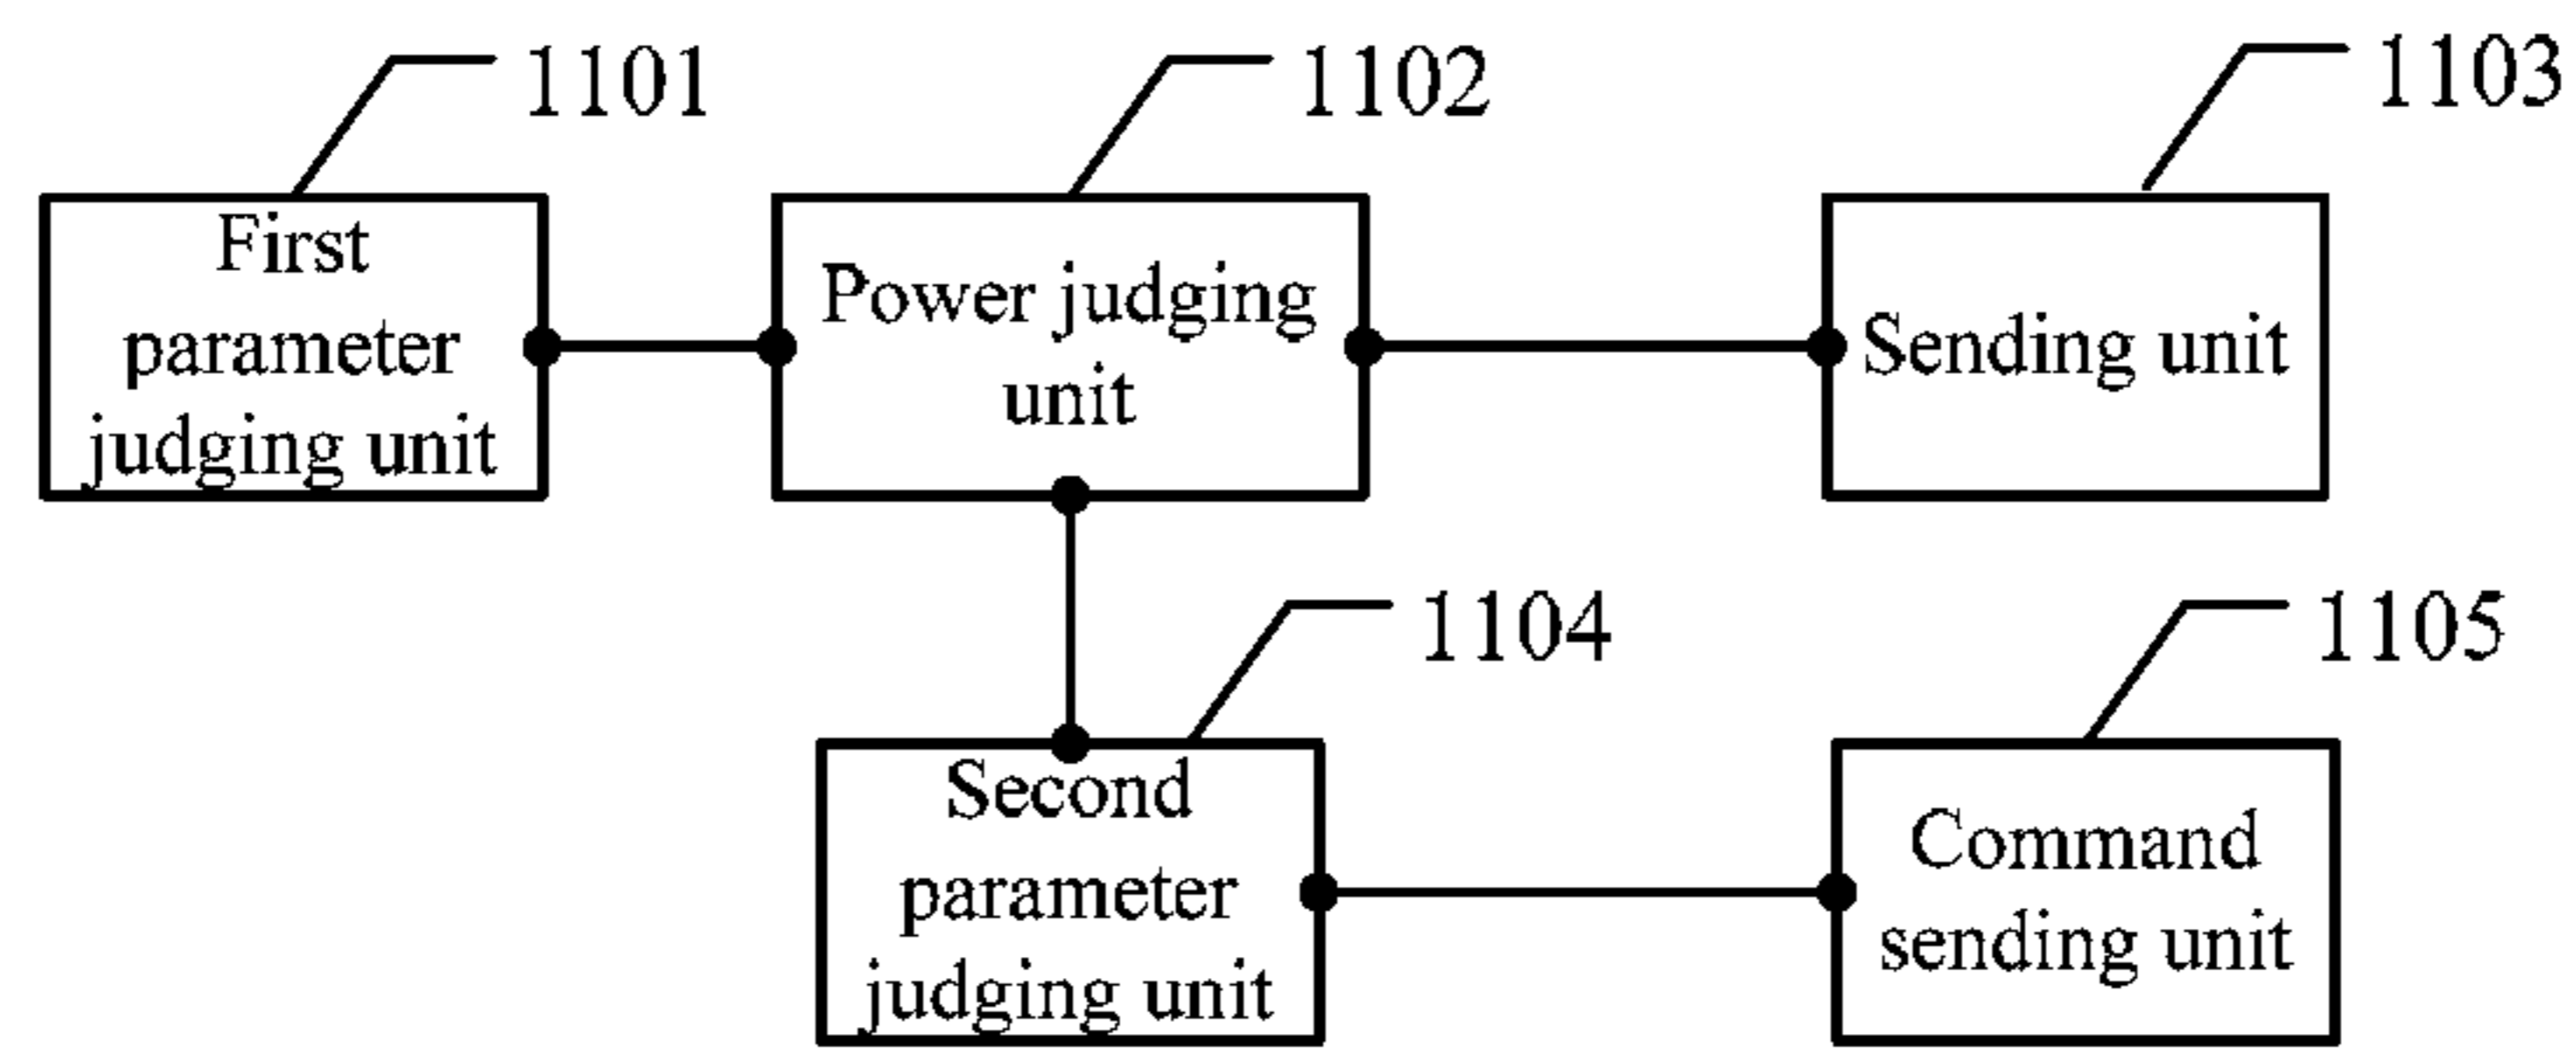 1101
1102
1103
First
parameter
judging unit
Power judging
unit
Sending unit
1104
1105
Second
parameter
judging unit
Command
sending unit